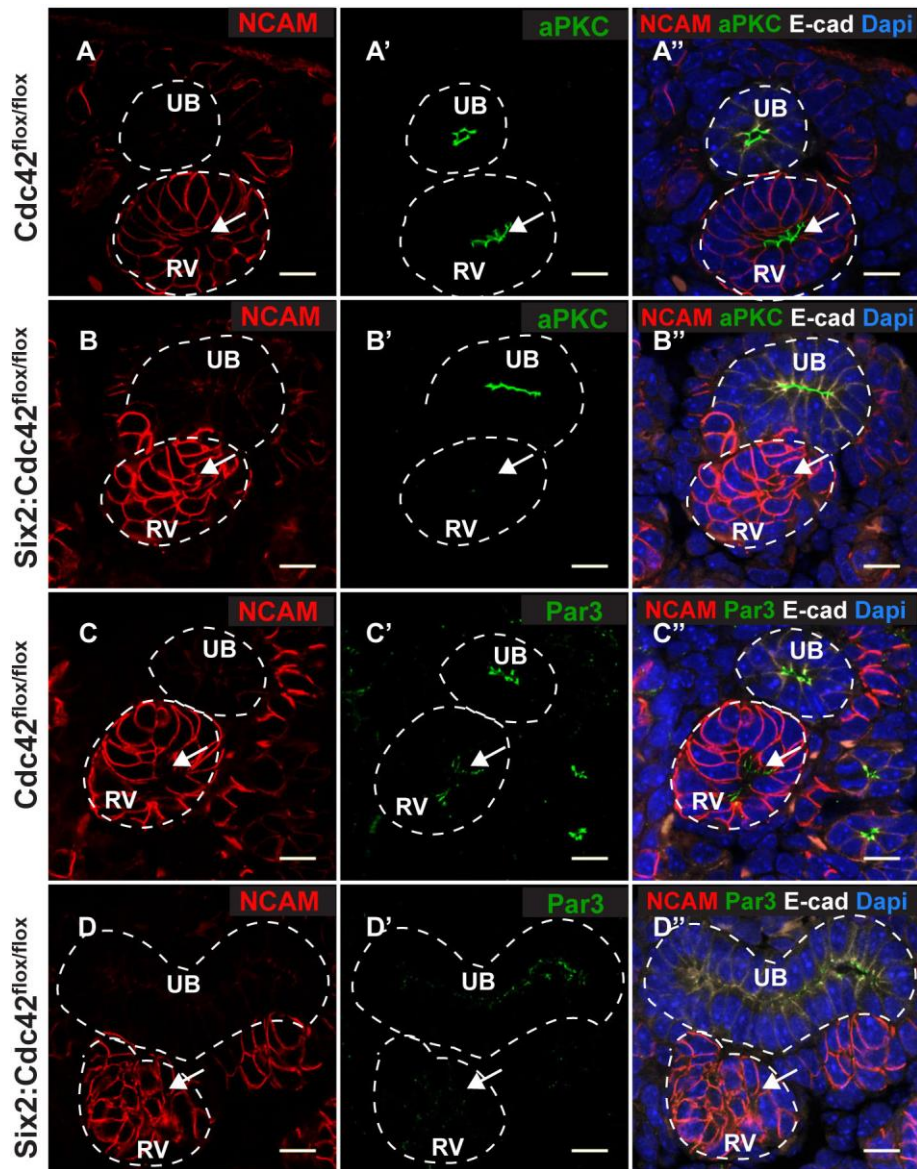 Cdc42flox/flox
A
NCAM
UB
RV
A'
aPKC
UB
RV
A''
NCAM aPKC E-cad Dapi
UB
RV
Six2:Cdc42flox/flox
B
NCAM
UB
RV
B'
aPKC
UB
RV
B''
NCAM aPKC E-cad Dapi
UB
RV
Cdc42flox/flox
C
NCAM
UB
RV
C'
Par3
UB
RV
C''
NCAM Par3 E-cad Dapi
UB
RV
Six2:Cdc42flox/flox
D
NCAM
UB
RV
D'
Par3
UB
RV
D''
NCAM Par3 E-cad Dapi
UB
RV